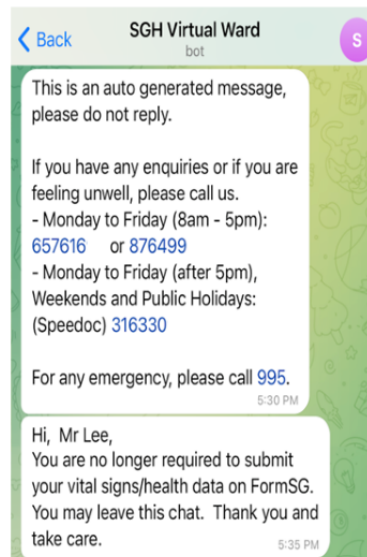 Back
SGH Virtual Ward
bot
S
This is an auto generated message,
please do not reply.
If you have any enquiries or if you are
feeling unwell, please call us.
- Monday to Friday (8am - 5pm):
657616 or 876499
- Monday to Friday (after 5pm),
Weekends and Public Holidays:
(Speedoc) 316330
For any emergency, please call 995.
5:30 PM
Hi, Mr Lee,
You are no longer required to submit
your vital signs/health data on FormSG.
You may leave this chat. Thank you and
take care.
5:35 PM